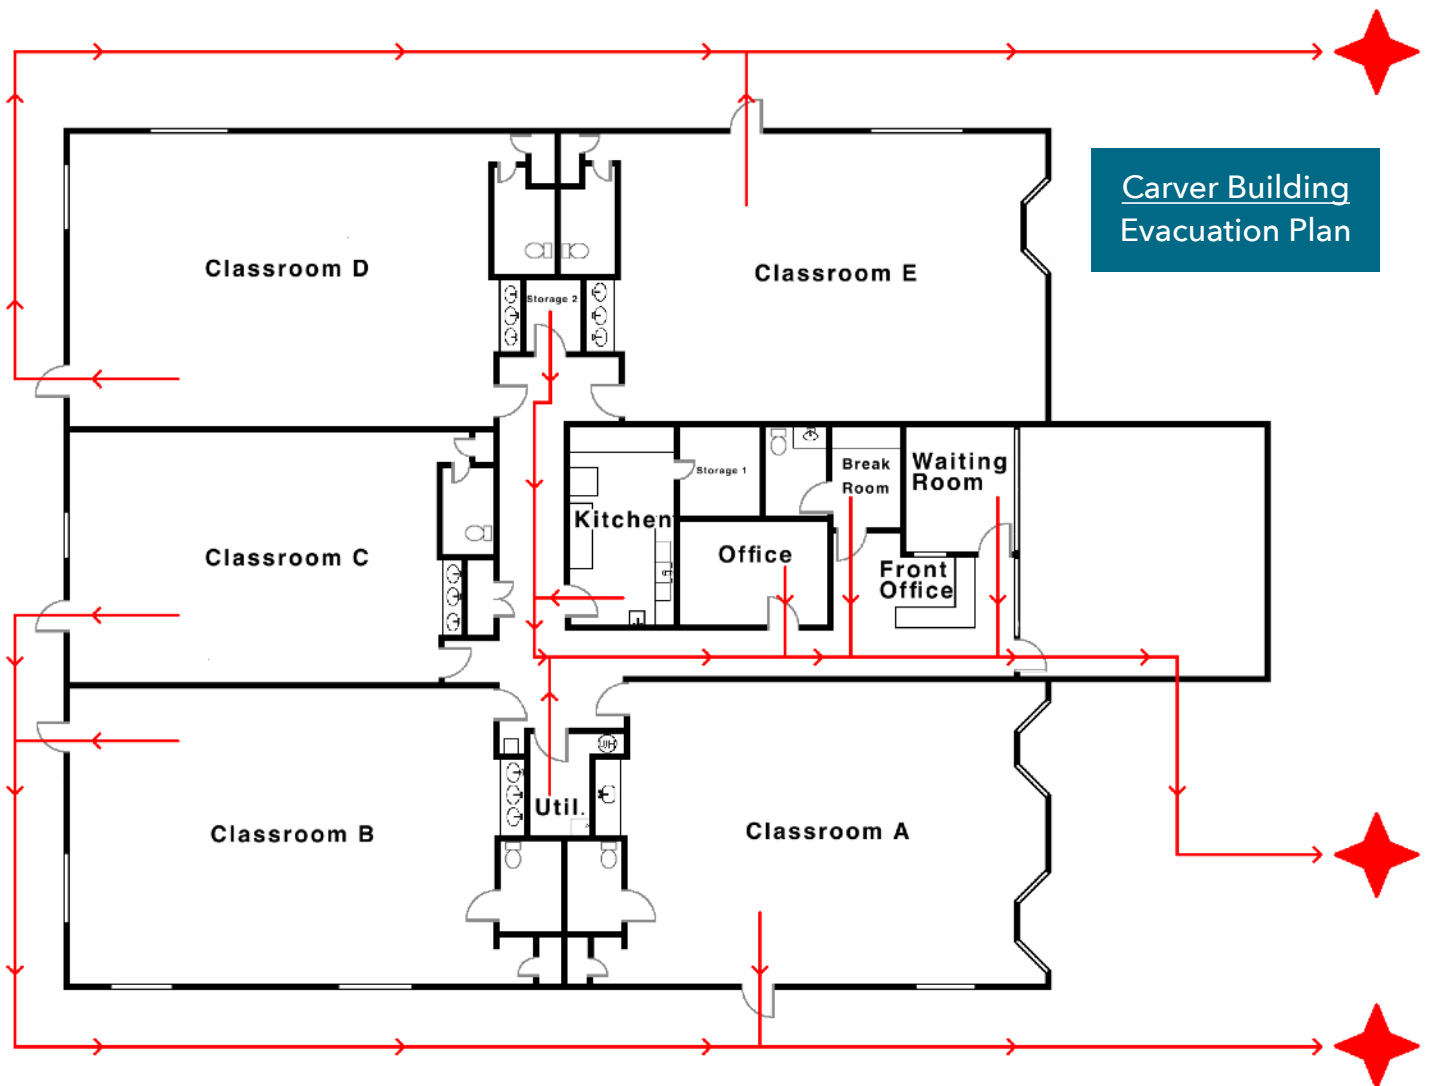 Carver Building
Evacuation Plan
Classroom D
Classroom E
Storage 2
Break
Room
Waiting
Room
Storage 1
Kitchen
Office
Classroom C
Front
Office
WH
Util.
Classroom B
Classroom A